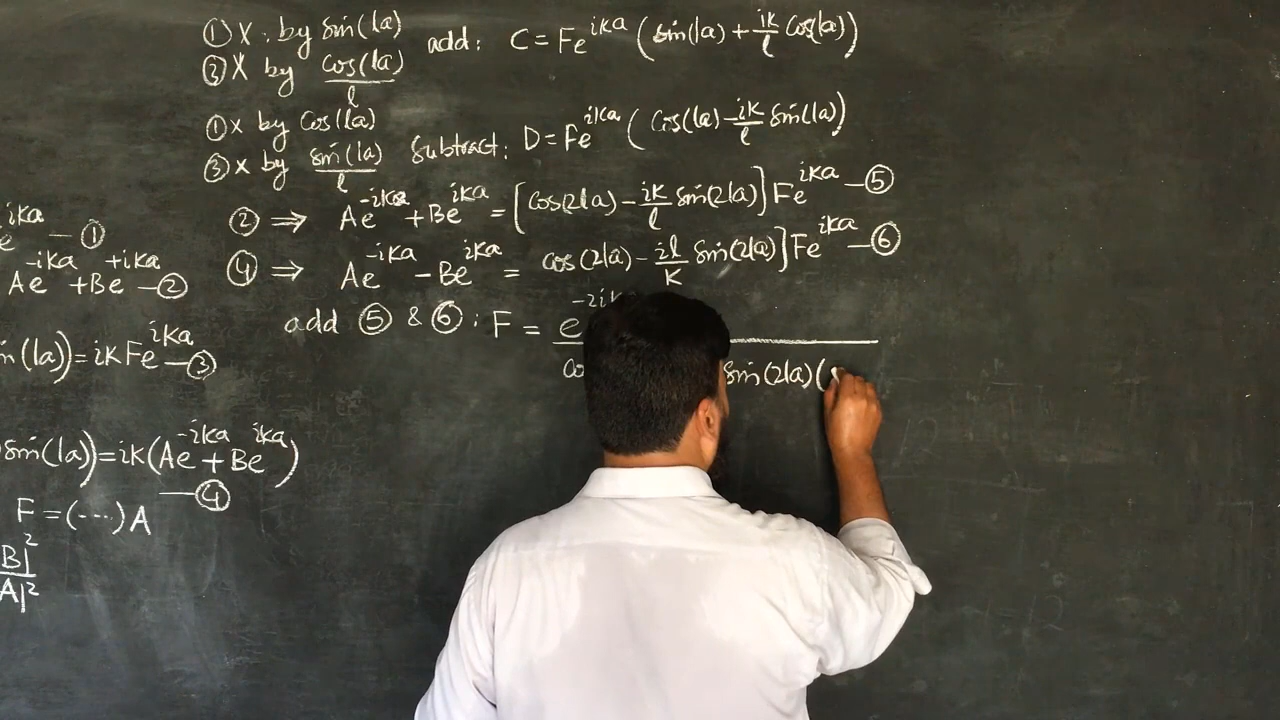 ① X : by sin(la)
③ X by cos(la)/l add: C = Fe^{ika} (sin(la) + ik/l cos(la))
① X by cos(la)
③ X by sin(la)/l subtract: D = Fe^{ika} (cos(la) - ik/l sin(la))
② ⇒ Ae^{-ika} + Be^{ika} = [cos(2la) - ik/l sin(2la)] Fe^{ika} — ⑤
④ ⇒ Ae^{-ika} - Be^{ika} = cos(2la) - il/k sin(2la)] Fe^{ika} — ⑥
add ⑤ & ⑥ : F = e^{-2ik
sin(2la)(
e^{ika} — ①
Ae^{-ika} + Be^{+ika} — ②
n(la)) = ikFe^{ika} — ③
sin(la)) = ik(Ae^{-ika} + Be^{ika})
— ④
F = (---) A
B|²
A|²